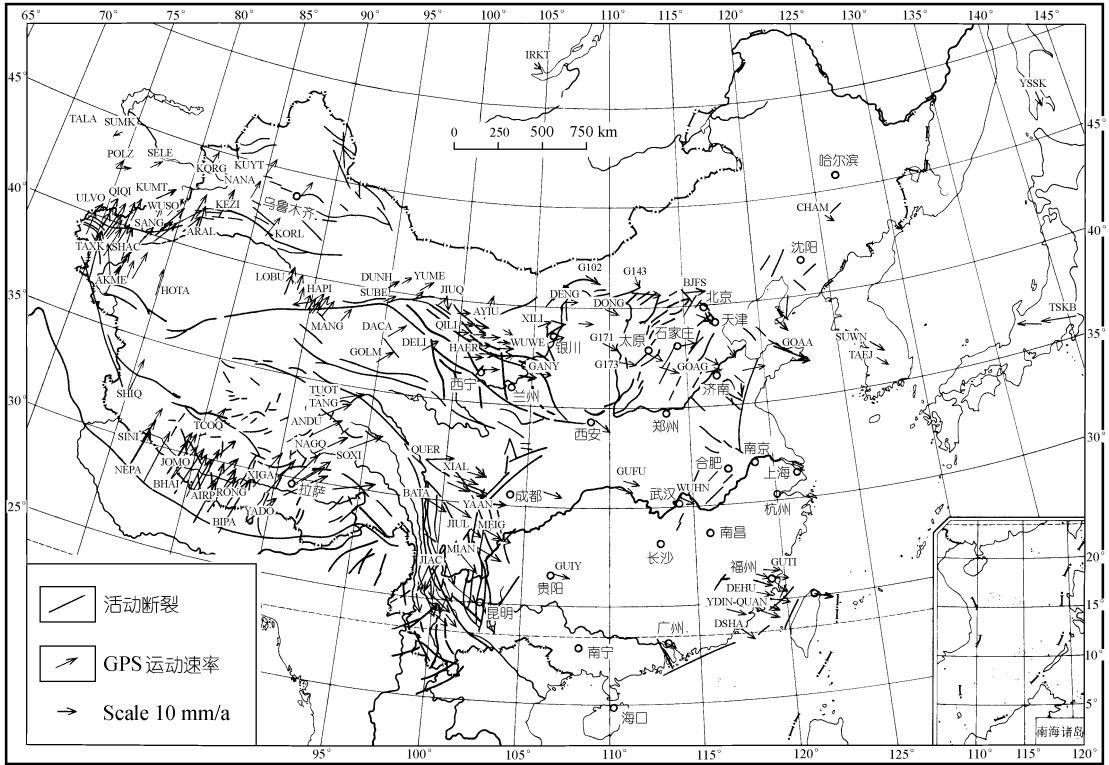 65° 70° 75° 80° 85° 90° 95° 100° 105° 110° 115° 120° 125° 130° 135° 140° 145°
IRKT
YSSK
45°
TALA SUMK
45°
0 250 500 750 km
POLZ SELE
哈尔滨
KQRG KUYT
NANA
40°
ULVO QIQI KUMT
WUSO KEZI
乌鲁木齐
CHAM
SANG
ARAL KORL
40°
TAXK SHAC
沈阳
AKME
HOTA
LOBU HAPI
DUNH YUME
SUBE
JIUQ
G102 G143
BJFS
35°
DENG DONG
北京
天津
TSKB
35°
MANG
DACA
QILI AYIU XILI
GOLM DELI
HAER WUWE
银川
G171 太原 石家庄
GOAA
SUWN
TAEJ
GANY
G173
GOAG
济南
西宁
兰州
SHIQ
30°
TUOT
TANG
TCOQ ANDU
西安
郑州
30°
SINI
NAGQ
SOXI
QUER
XIAL
南京
合肥
上海
NEPA JOMO
BHAI
XIGA
拉萨
GUFU
AIRP RONG
BATA
成都
武汉 WUHN
杭州
25°
25°
YADO
BIPA
YAAN
JIUL MEIG
南昌
MIAN
长沙
JIAC
20°
GUIY
贵阳
福州 GUTI
DEHU
YDIN-QUAN
活动断裂
昆明
15°
DSHA
广州
南宁
GPS 运动速率
10°
Scale 10 mm/a
海口
5°
南海诸岛
95° 100° 105° 110° 115° 120° 110° 115° 120°